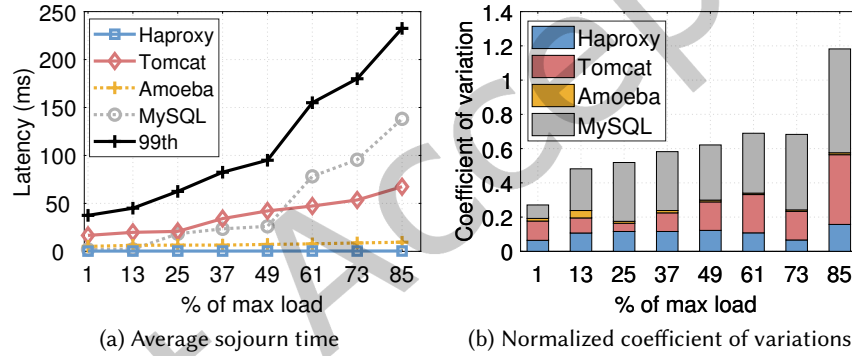 250
200
150
100
50
0
Latency (ms)
Haproxy
Tomcat
Amoeba
MySQL
99th
1 13 25 37 49 61 73 85
% of max load
(a) Average sojourn time
1.4
1.2
1
0.8
0.6
0.4
0.2
0
Coefficient of variation
Haproxy
Tomcat
Amoeba
MySQL
1 13 25 37 49 61 73 85
% of max load
(b) Normalized coefficient of variations